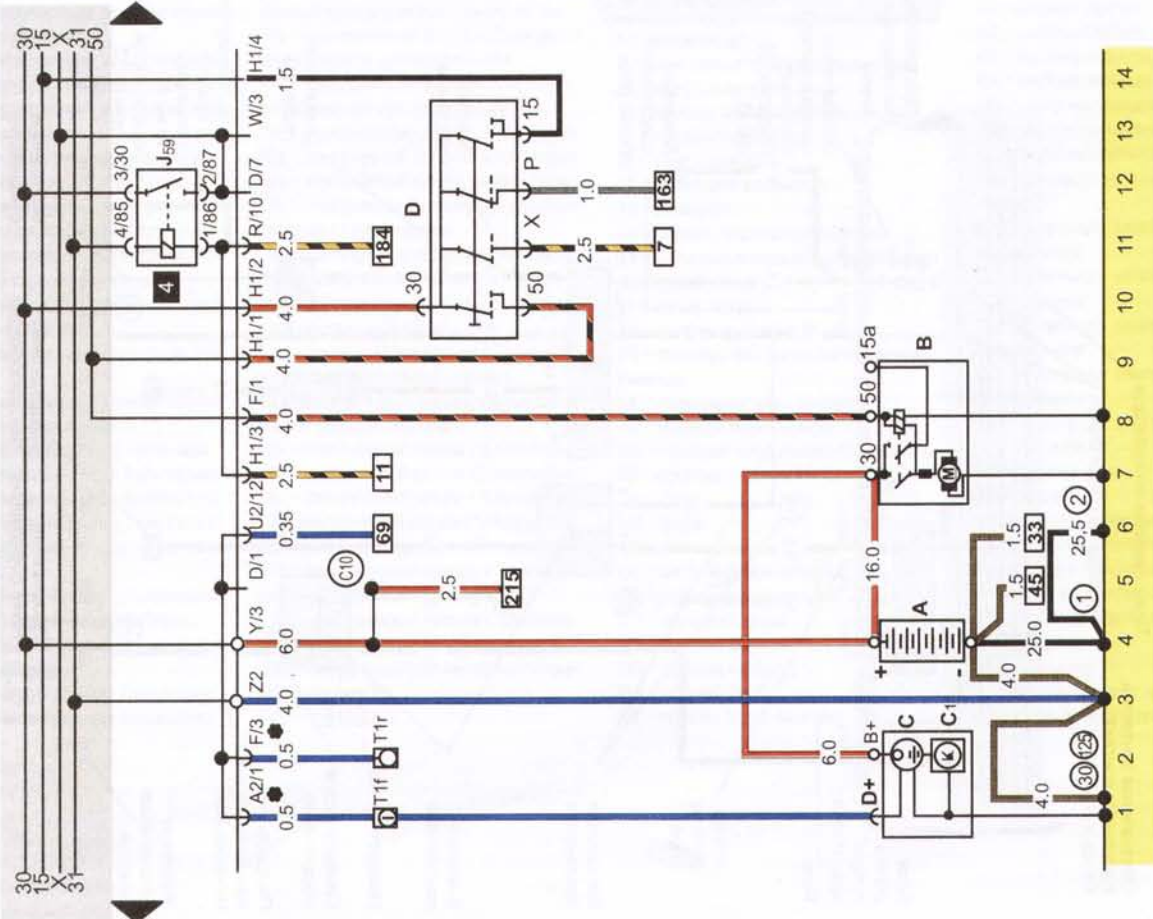 30 30
15 15
X X
31 31
50
4/85 3/30
4 J59
1/86 2/87
A2/1 F/3 Z2 Y/3 D/1 U2/12 H1/3 F/1 H1/1 H1/2 R/10 D/7 W/3 H1/4
0.5 0.5 4.0 6.0 0.35 2.5 4.0 4.0 4.0 2.5 1.5
C10
T1f T1r
69 11 184
D
30
2.5
215
50 X P 15
2.5 1.0
7 163
6.0
16.0
D+ B+
+ 30 50 15a
C A B
C1 M
-
4.0 4.0 25.0 1.5 1.5
45 33
25,5
30 125 1 2
1 2 3 4 5 6 7 8 9 10 11 12 13 14